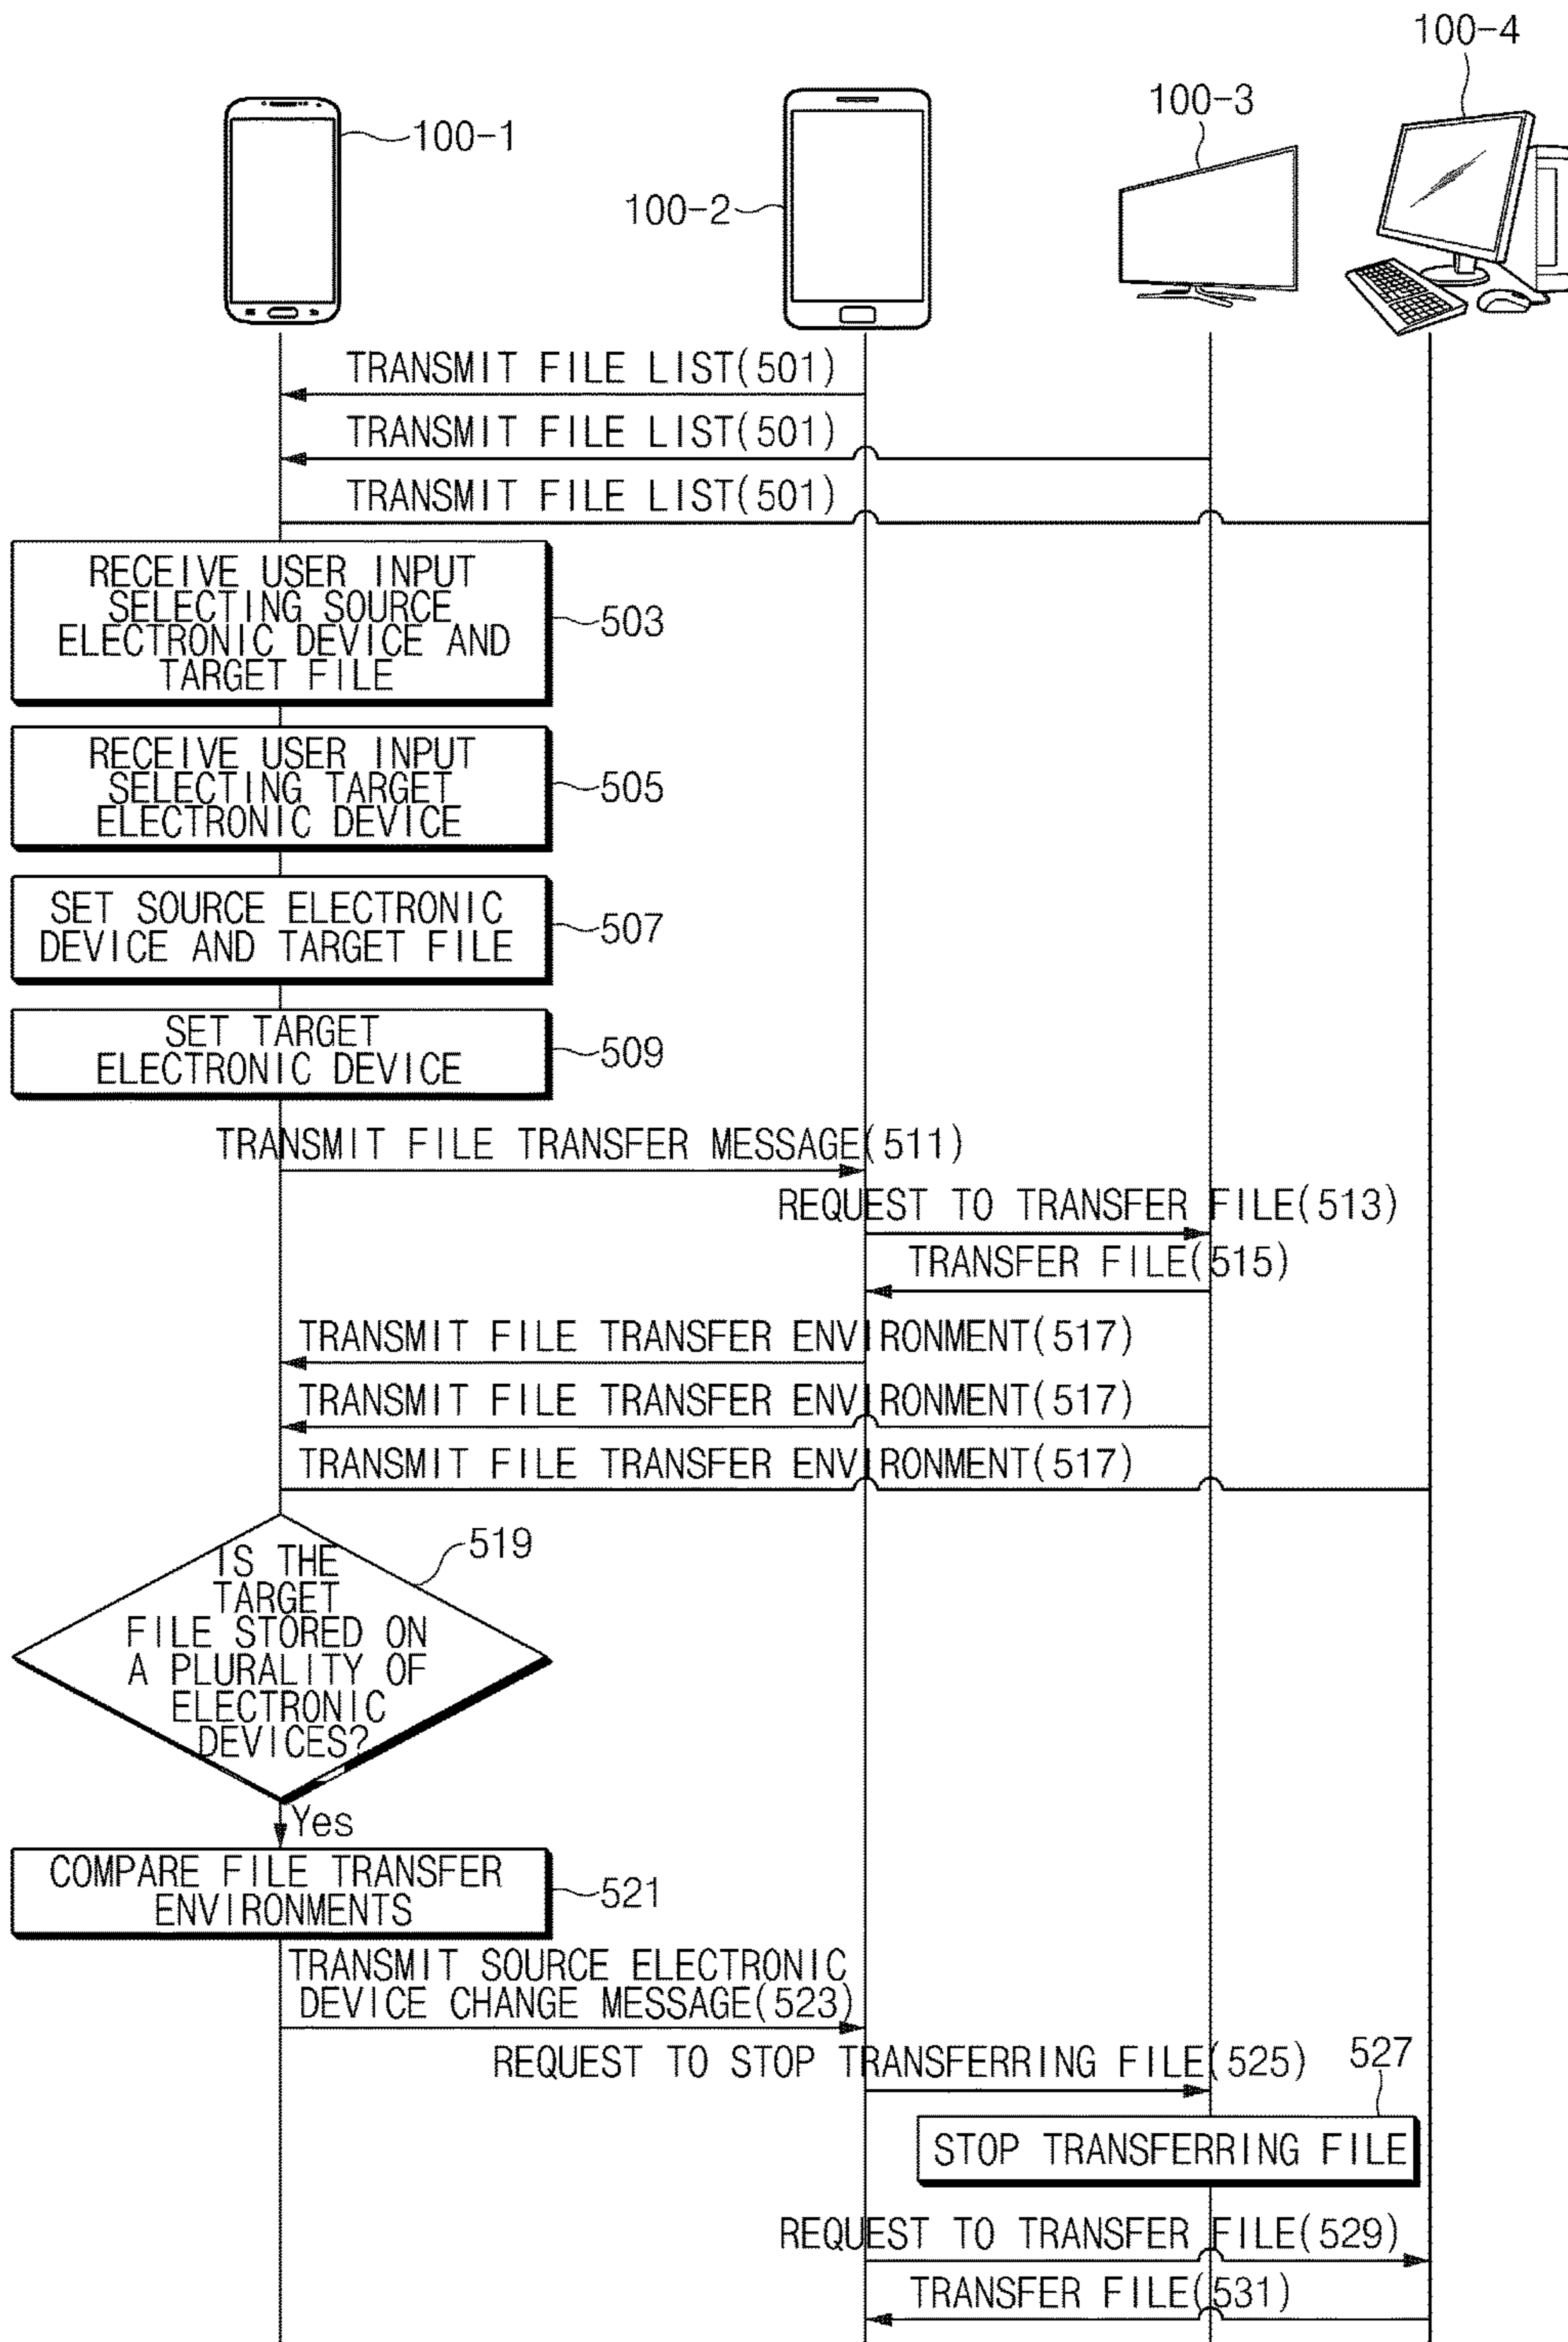 100-4
100-3
100-1
100-2
TRANSMIT FILE LIST(501)
TRANSMIT FILE LIST(501)
TRANSMIT FILE LIST(501)
RECEIVE USER INPUT
SELECTING SOURCE
ELECTRONIC DEVICE AND
TARGET FILE
503
RECEIVE USER INPUT
SELECTING TARGET
ELECTRONIC DEVICE
505
SET SOURCE ELECTRONIC
DEVICE AND TARGET FILE
507
SET TARGET
ELECTRONIC DEVICE
509
TRANSMIT FILE TRANSFER MESSAGE(511)
REQUEST TO TRANSFER FILE(513)
TRANSFER FILE(515)
TRANSMIT FILE TRANSFER ENVIRONMENT(517)
TRANSMIT FILE TRANSFER ENVIRONMENT(517)
TRANSMIT FILE TRANSFER ENVIRONMENT(517)
519
IS THE
TARGET
FILE STORED ON
A PLURALITY OF
ELECTRONIC
DEVICES?
Yes
COMPARE FILE TRANSFER
ENVIRONMENTS
521
TRANSMIT SOURCE ELECTRONIC
DEVICE CHANGE MESSAGE(523)
REQUEST TO STOP TRANSFERRING FILE(525)
527
STOP TRANSFERRING FILE
REQUEST TO TRANSFER FILE(529)
TRANSFER FILE(531)